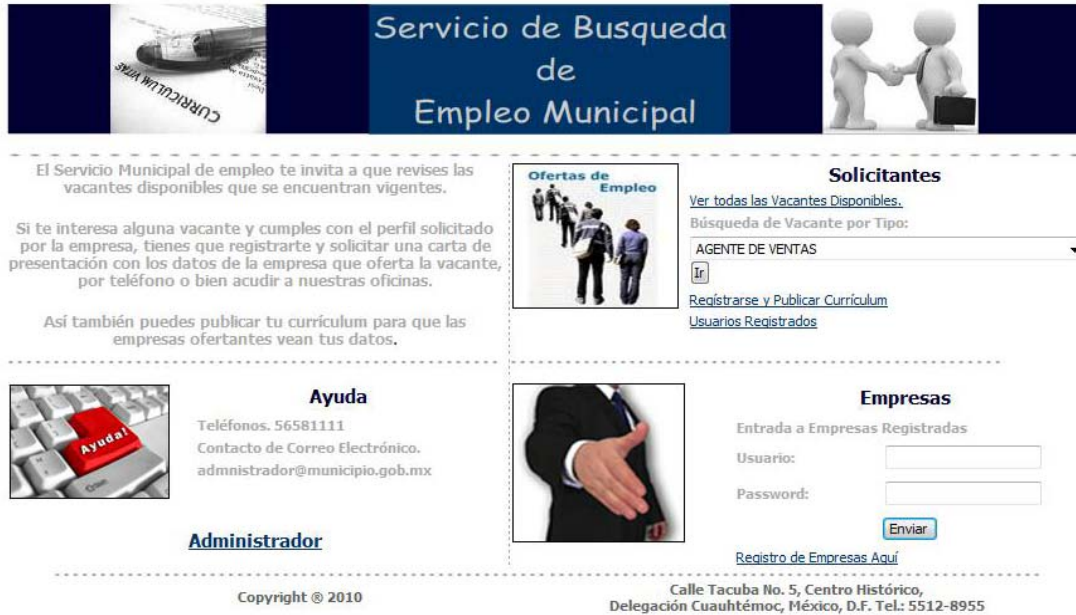 CURRICULUM VITAE
Servicio de Busqueda
de
Empleo Municipal
El Servicio Municipal de empleo te invita a que revises las
vacantes disponibles que se encuentran vigentes.
Si te interesa alguna vacante y cumples con el perfil solicitado
por la empresa, tienes que registrarte y solicitar una carta de
presentación con los datos de la empresa que oferta la vacante,
por teléfono o bien acudir a nuestras oficinas.
Así también puedes publicar tu currículum para que las
empresas ofertantes vean tus datos.
Ofertas de
Empleo
Solicitantes
Ver todas las Vacantes Disponibles.
Búsqueda de Vacante por Tipo:
AGENTE DE VENTAS
Ir
Regístrarse y Publicar Currículum
Usuarios Registrados
Ayuda!
Ayuda
Teléfonos. 56581111
Contacto de Correo Electrónico.
admnistrador@municipio.gob.mx
Administrador
Empresas
Entrada a Empresas Registradas
Usuario:
Password:
Enviar
Registro de Empresas Aquí
Copyright ® 2010
Calle Tacuba No. 5, Centro Histórico,
Delegación Cuauhtémoc, México, D.F. Tel.: 5512-8955